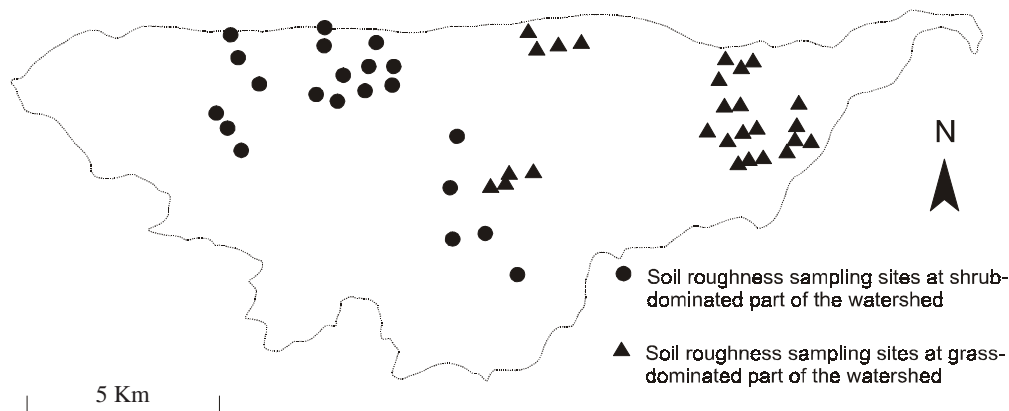 N
Soil roughness sampling sites at shrub-
dominated part of the watershed
Soil roughness sampling sites at grass-
dominated part of the watershed
5 Km